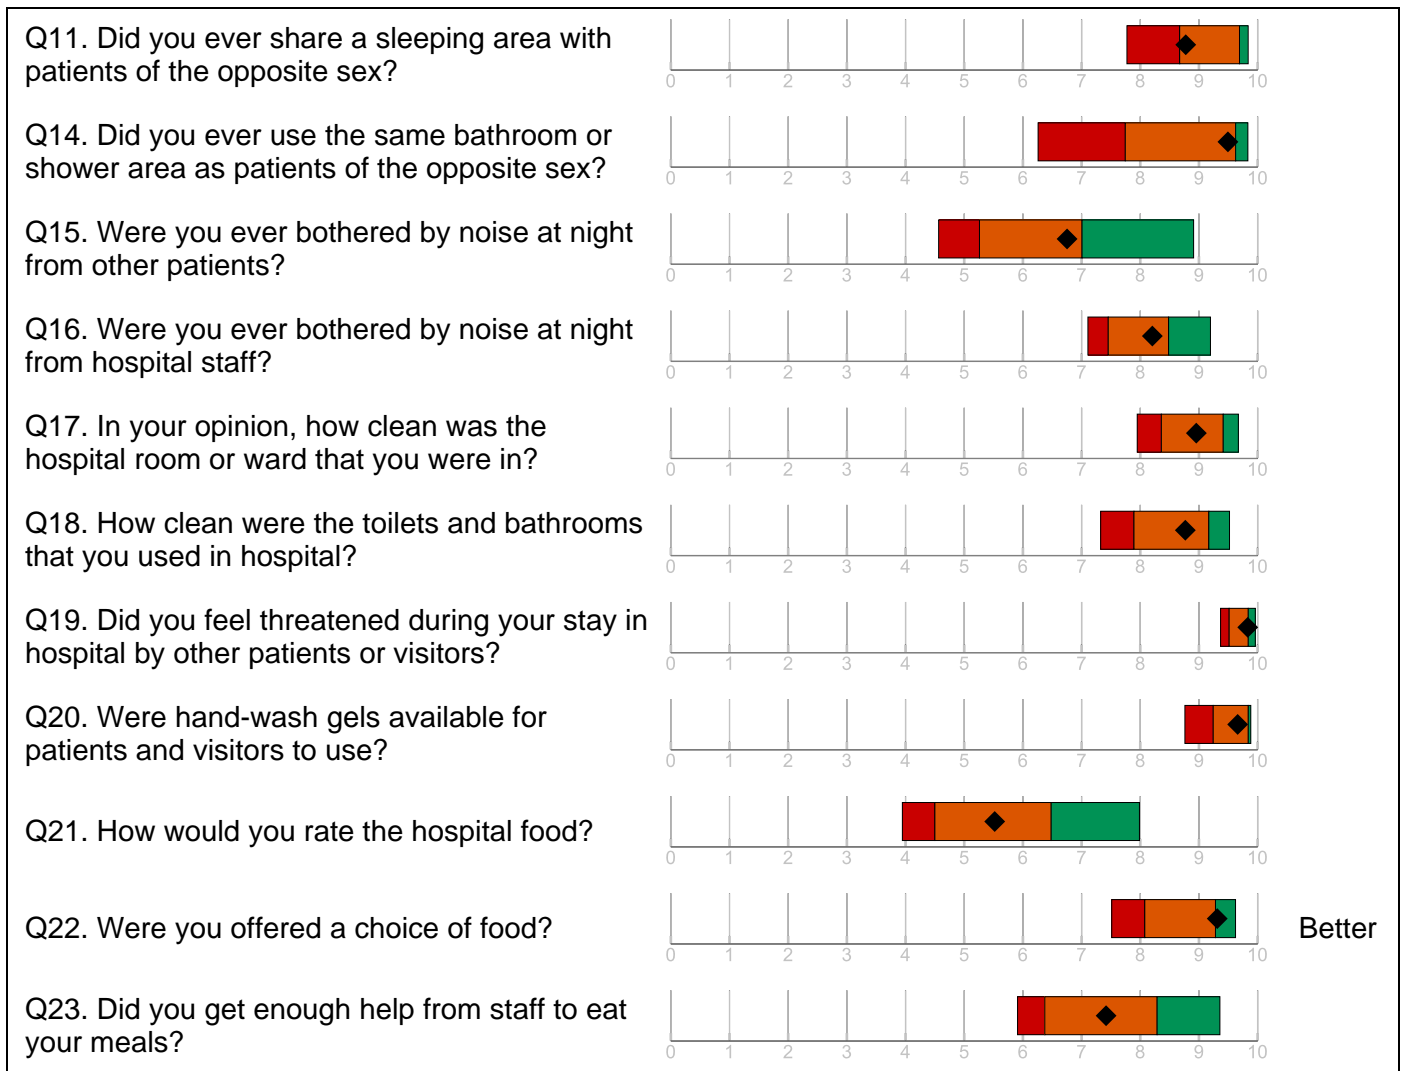 Q11. Did you ever share a sleeping area with
patients of the opposite sex?
0 1 2 3 4 5 6 7 8 9 10
Q14. Did you ever use the same bathroom or
shower area as patients of the opposite sex?
0 1 2 3 4 5 6 7 8 9 10
Q15. Were you ever bothered by noise at night
from other patients?
0 1 2 3 4 5 6 7 8 9 10
Q16. Were you ever bothered by noise at night
from hospital staff?
0 1 2 3 4 5 6 7 8 9 10
Q17. In your opinion, how clean was the
hospital room or ward that you were in?
0 1 2 3 4 5 6 7 8 9 10
Q18. How clean were the toilets and bathrooms
that you used in hospital?
0 1 2 3 4 5 6 7 8 9 10
Q19. Did you feel threatened during your stay in
hospital by other patients or visitors?
0 1 2 3 4 5 6 7 8 9 10
Q20. Were hand-wash gels available for
patients and visitors to use?
0 1 2 3 4 5 6 7 8 9 10
Q21. How would you rate the hospital food?
0 1 2 3 4 5 6 7 8 9 10
Q22. Were you offered a choice of food? Better
0 1 2 3 4 5 6 7 8 9 10
Q23. Did you get enough help from staff to eat
your meals?
0 1 2 3 4 5 6 7 8 9 10